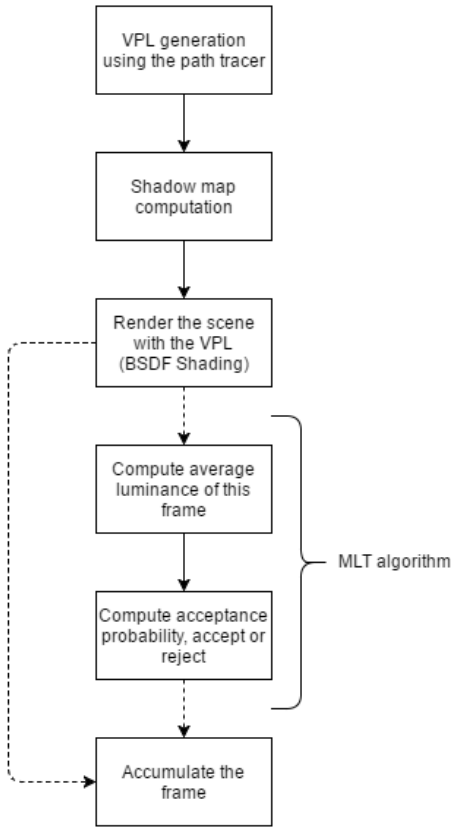 VPL generation
using the path tracer
Shadow map
computation
Render the scene
with the VPL
(BSDF Shading)
Compute average
luminance of this
frame
MLT algorithm
Compute acceptance
probability, accept or
reject
Accumulate the
frame